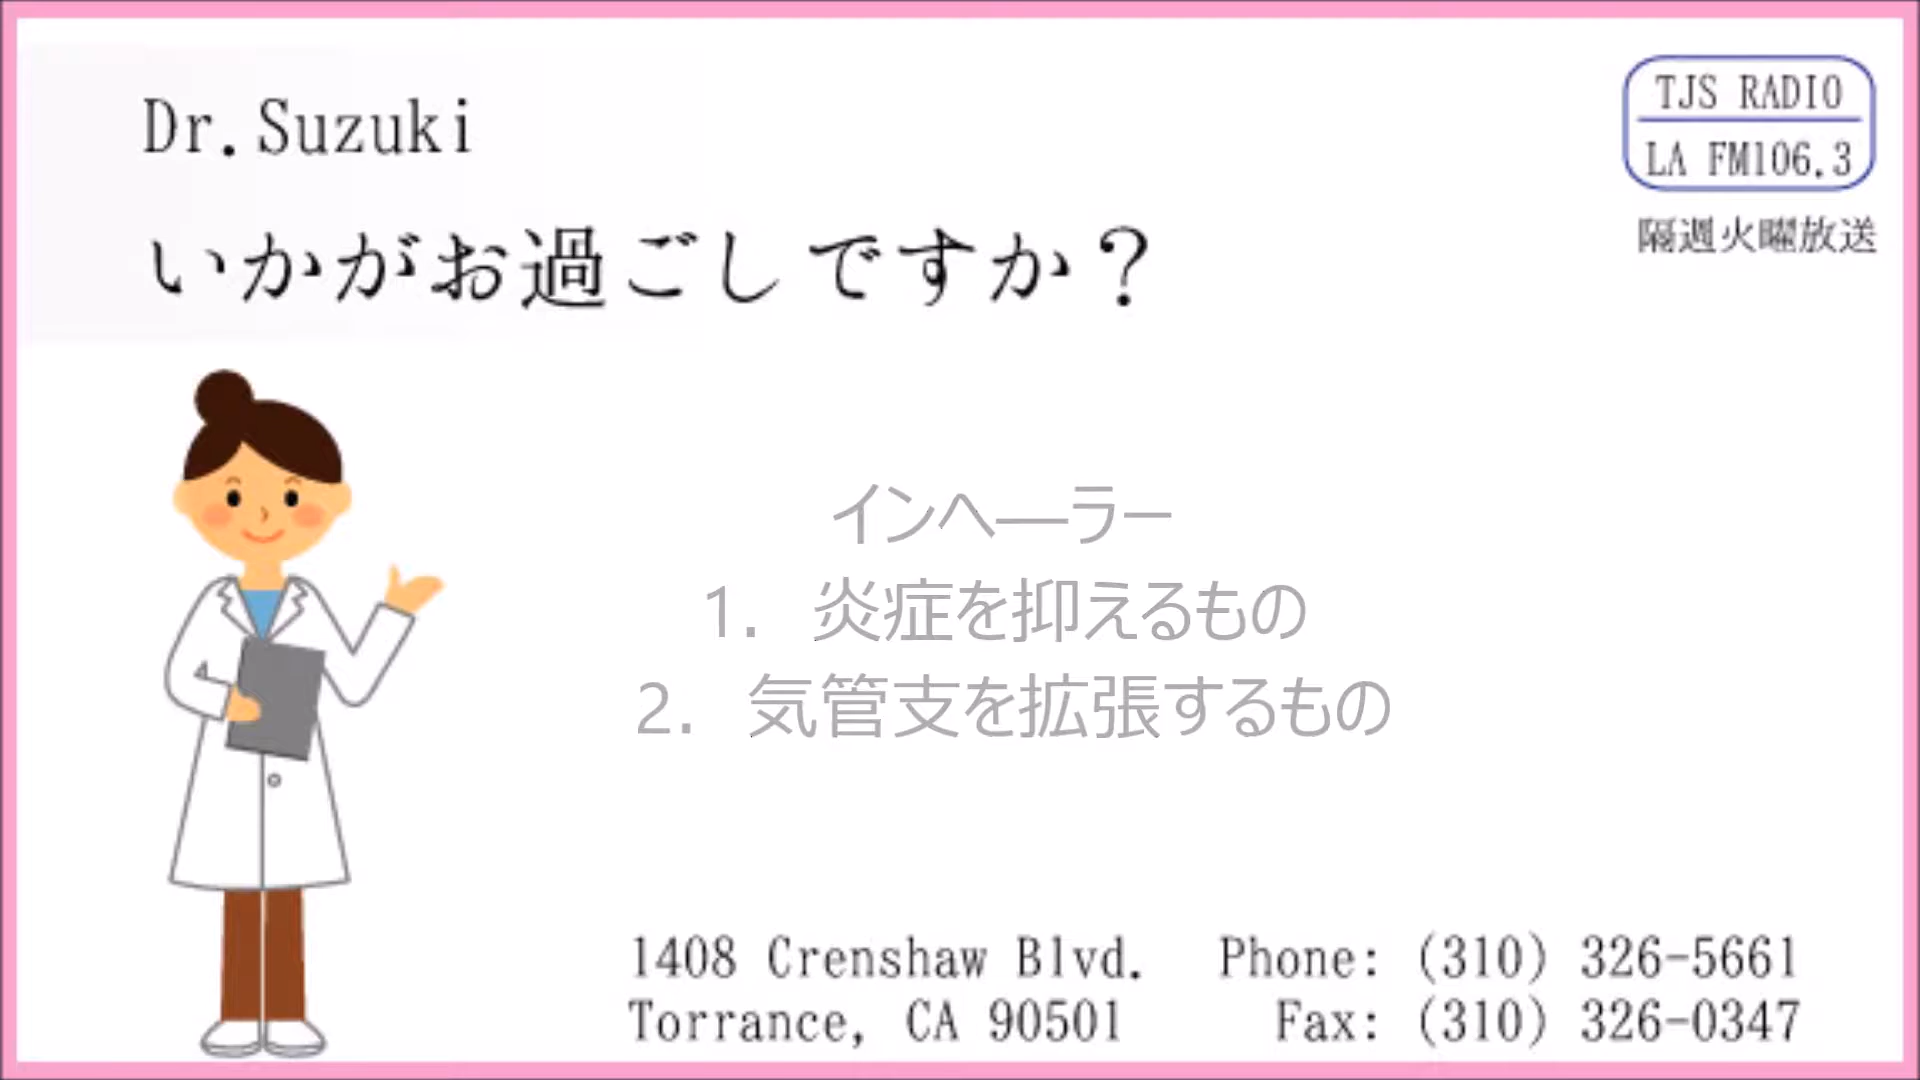 Dr.Suzuki
いかがお過ごしですか？
TJS RADIO
LA FM106.3
隔週火曜放送
インヘ―ラー
1. 炎症を抑えるもの
2. 気管支を拡張するもの
1408 Crenshaw Blvd.
Torrance, CA 90501
Phone: (310) 326-5661
Fax: (310) 326-0347